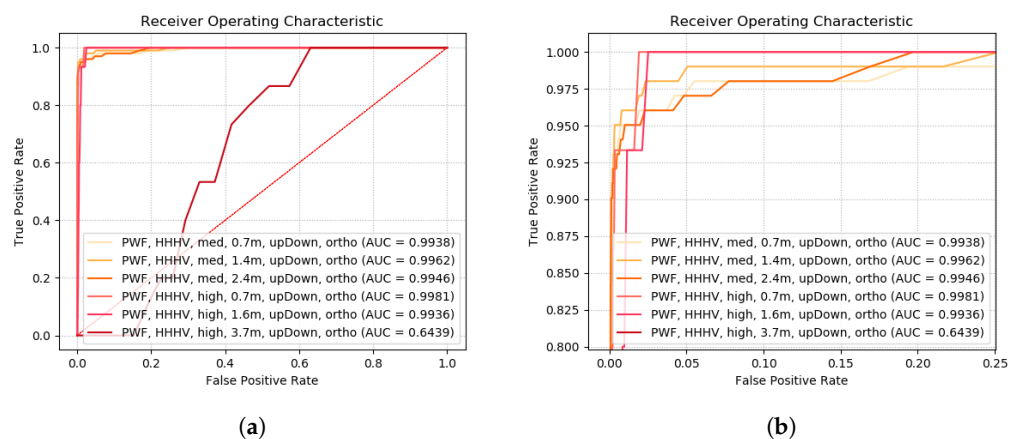 Receiver Operating Characteristic
True Positive Rate
1.0
0.8
0.6
0.4
0.2
0.0
PWF, HHHV, med, 0.7m, upDown, ortho (AUC = 0.9938)
PWF, HHHV, med, 1.4m, upDown, ortho (AUC = 0.9962)
PWF, HHHV, med, 2.4m, upDown, ortho (AUC = 0.9946)
PWF, HHHV, high, 0.7m, upDown, ortho (AUC = 0.9981)
PWF, HHHV, high, 1.6m, upDown, ortho (AUC = 0.9936)
PWF, HHHV, high, 3.7m, upDown, ortho (AUC = 0.6439)
0.0 0.2 0.4 0.6 0.8 1.0
False Positive Rate
(a)
Receiver Operating Characteristic
True Positive Rate
1.000
0.975
0.950
0.925
0.900
0.875
0.850
0.825
0.800
PWF, HHHV, med, 0.7m, upDown, ortho (AUC = 0.9938)
PWF, HHHV, med, 1.4m, upDown, ortho (AUC = 0.9962)
PWF, HHHV, med, 2.4m, upDown, ortho (AUC = 0.9946)
PWF, HHHV, high, 0.7m, upDown, ortho (AUC = 0.9981)
PWF, HHHV, high, 1.6m, upDown, ortho (AUC = 0.9936)
PWF, HHHV, high, 3.7m, upDown, ortho (AUC = 0.6439)
0.00 0.05 0.10 0.15 0.20 0.25
False Positive Rate
(b)